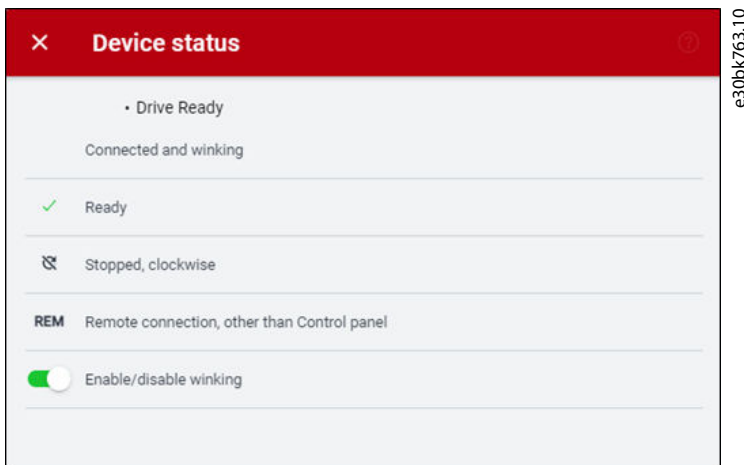 Device status
• Drive Ready
Connected and winking
Ready
Stopped, clockwise
REM Remote connection, other than Control panel
Enable/disable winking
e30bk763.10